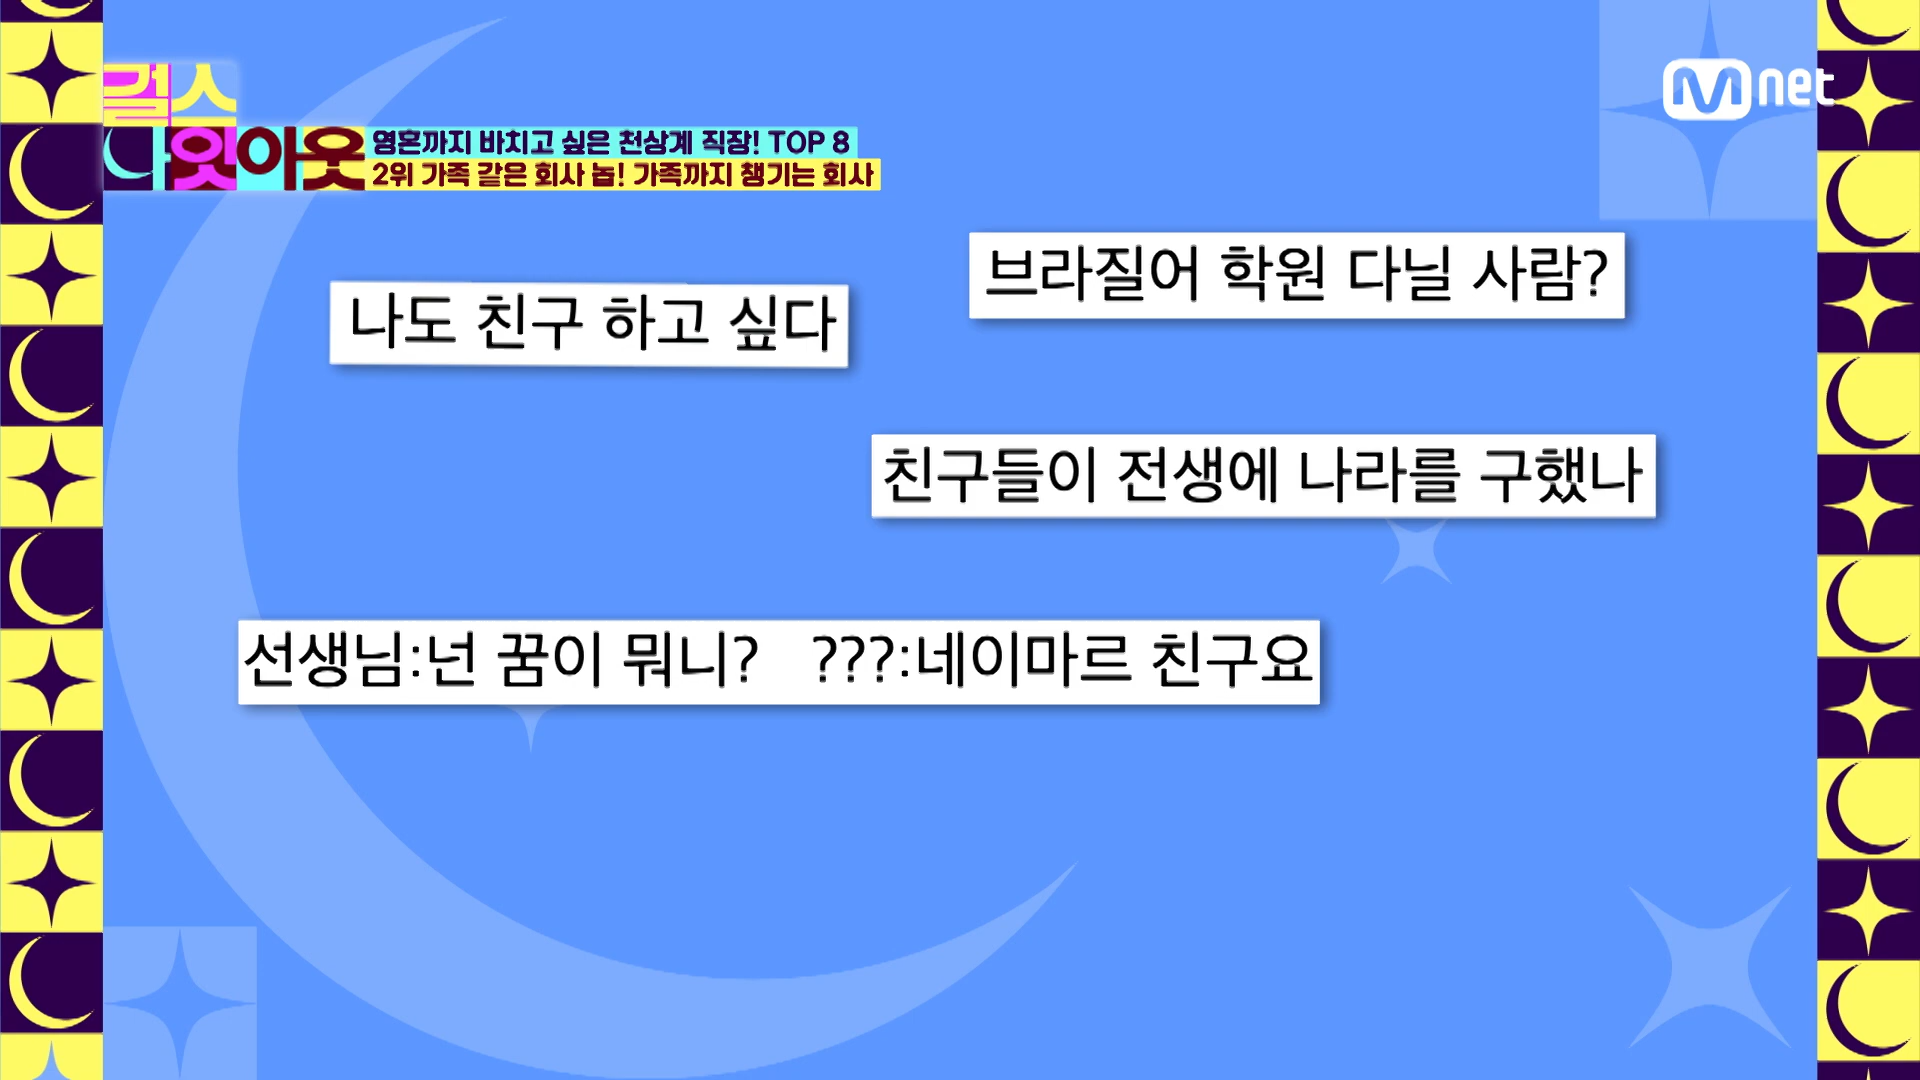 걸스
나잇아웃
영혼까지 바치고 싶은 천상계 직장! TOP 8
2위 가족 같은 회사 놉! 가족까지 챙기는 회사
Mnet
브라질어 학원 다닐 사람?
나도 친구 하고 싶다
친구들이 전생에 나라를 구했나
선생님:넌 꿈이 뭐니? ???:네이마르 친구요